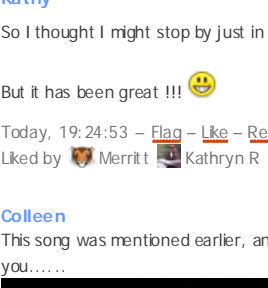 Kathy
So I thought I might stop by just in
But it has been great !!!
Today, 19:24:53 – Flag – Like – Re
Liked by Merritt Kathryn R
Colleen
This song was mentioned earlier, an
you......